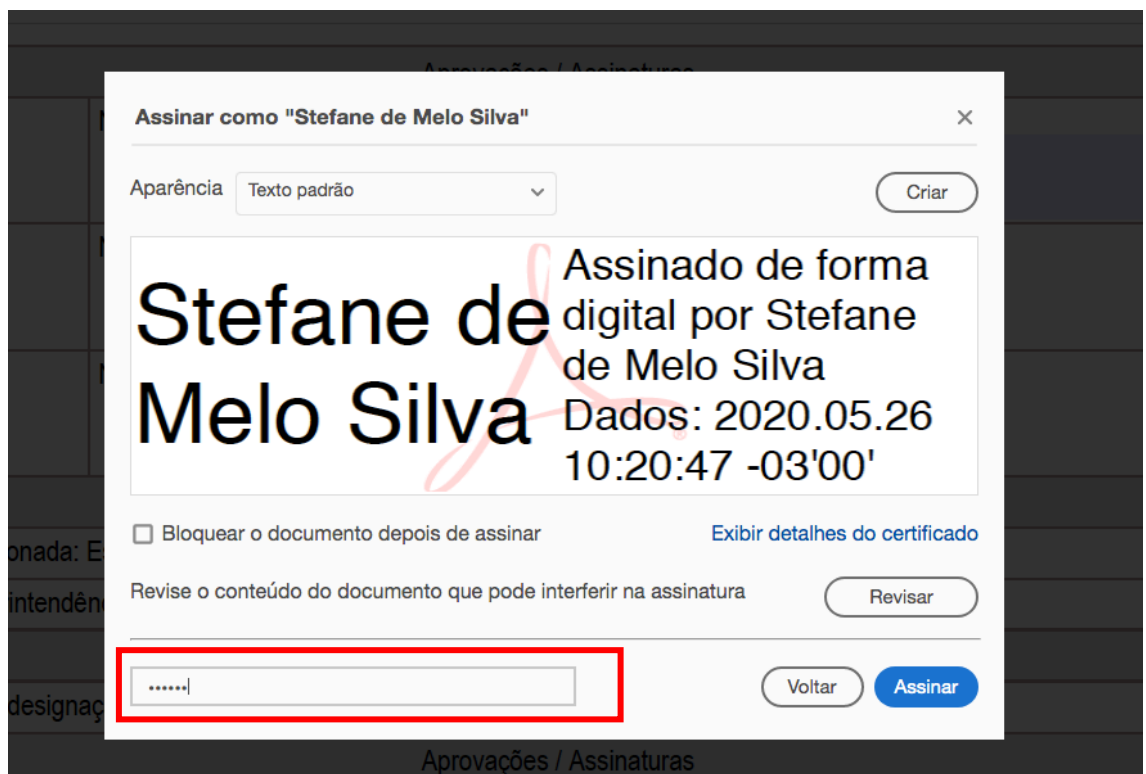 Aprovações / Assinaturas
Assinar como "Stefane de Melo Silva"
Aparência
Texto padrão
Criar
Stefane de
Melo Silva
Assinado de forma
digital por Stefane
de Melo Silva
Dados: 2020.05.26
10:20:47 -03'00'
Bloquear o documento depois de assinar
Exibir detalhes do certificado
onada: E
Revise o conteúdo do documento que pode interferir na assinatura
Revisar
intendên
••••••
Voltar
Assinar
designaç
Aprovações / Assinaturas